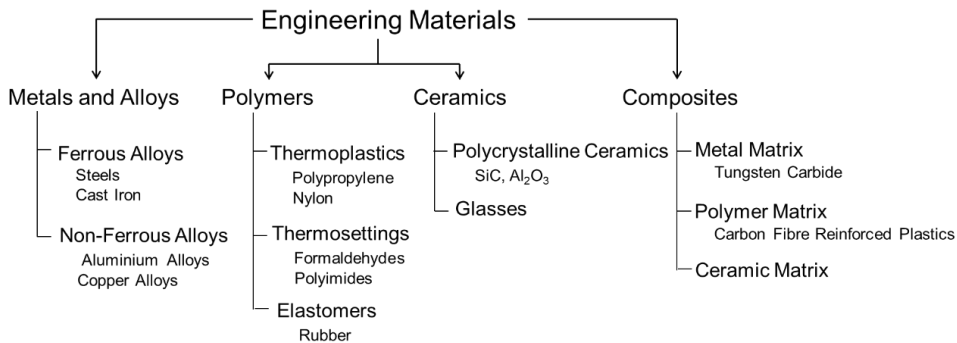 Engineering Materials
Metals and Alloys
Ferrous Alloys
Steels
Cast Iron
Non-Ferrous Alloys
Aluminium Alloys
Copper Alloys
Polymers
Thermoplastics
Polypropylene
Nylon
Thermosettings
Formaldehydes
Polyimides
Elastomers
Rubber
Ceramics
Polycrystalline Ceramics
SiC, Al₂O₃
Glasses
Composites
Metal Matrix
Tungsten Carbide
Polymer Matrix
Carbon Fibre Reinforced Plastics
Ceramic Matrix